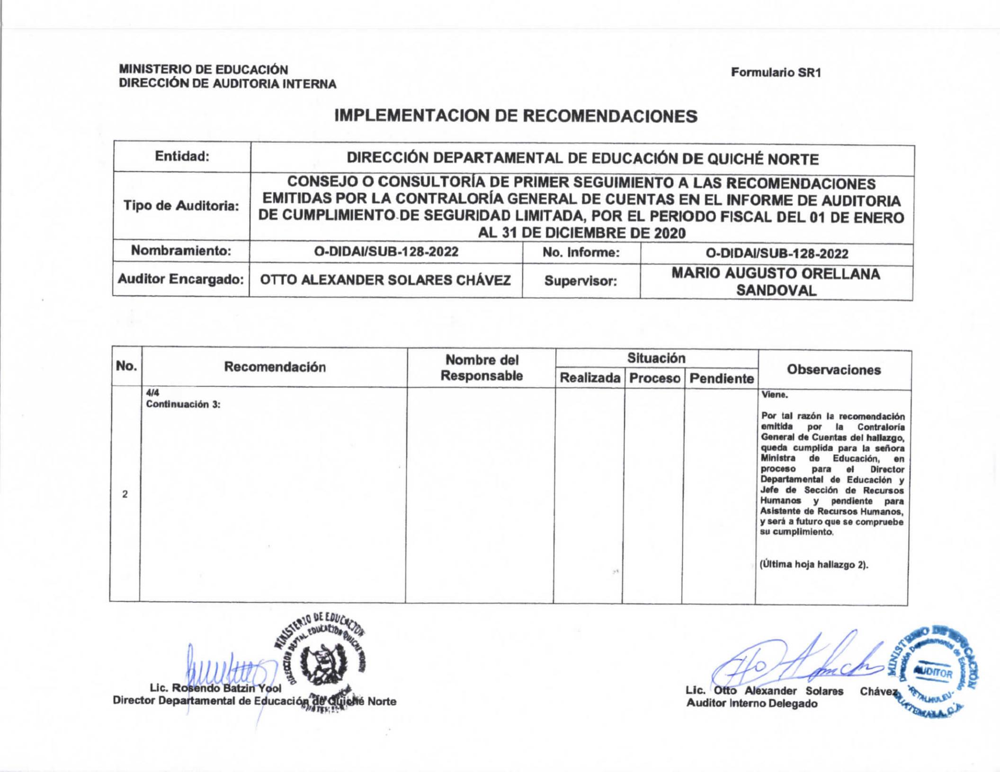 MINISTERIO DE EDUCACIÓN
DIRECCIÓN DE AUDITORIA INTERNA
Formulario SR1
IMPLEMENTACION DE RECOMENDACIONES
Entidad:
DIRECCIÓN DEPARTAMENTAL DE EDUCACIÓN DE QUICHÉ NORTE
Tipo de Auditoria:
CONSEJO O CONSULTORÍA DE PRIMER SEGUIMIENTO A LAS RECOMENDACIONES
EMITIDAS POR LA CONTRALORÍA GENERAL DE CUENTAS EN EL INFORME DE AUDITORIA
DE CUMPLIMIENTO DE SEGURIDAD LIMITADA, POR EL PERIODO FISCAL DEL 01 DE ENERO
AL 31 DE DICIEMBRE DE 2020
Nombramiento:
O-DIDAI/SUB-128-2022
No. Informe:
O-DIDAI/SUB-128-2022
Auditor Encargado:
OTTO ALEXANDER SOLARES CHÁVEZ
Supervisor:
MARIO AUGUSTO ORELLANA
SANDOVAL
No.
Recomendación
Nombre del
Responsable
Situación
Realizada
Proceso
Pendiente
Observaciones
2
4/4
Continuación 3:
Viene.
Por tal razón la recomendación
emitida por la Contraloría
General de Cuentas del hallazgo,
queda cumplida para la señora
Ministra de Educación, en
proceso para el Director
Departamental de Educación y
Jefe de Sección de Recursos
Humanos y pendiente para
Asistente de Recursos Humanos,
y será a futuro que se compruebe
su cumplimiento.
(Última hoja hallazgo 2).
MINISTERIO DE EDUCACION
DIRECCION DEPTAL EDUCACION QUICHE NORTE
Lic. Rosendo Batzin Yool
Director Departamental de Educación de Quiché Norte
Lic. Otto Alexander Solares Chávez
Auditor Interno Delegado
MINISTERIO DE EDUCACIÓN
Dirección Departamental de Educación
AUDITOR
-RETALHULEU-
GUATEMALA, C.A.